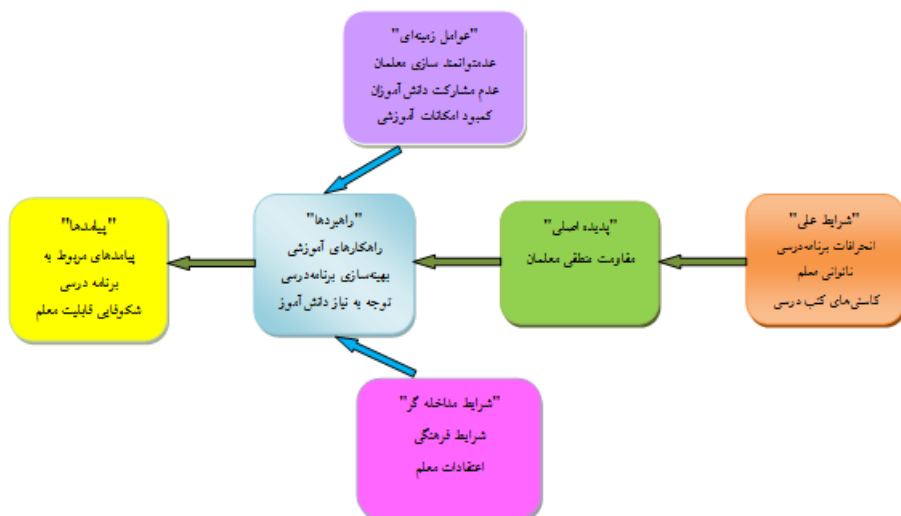 "عوامل زمینه‌ای"
عدمتوانمند سازی معلمان
عدم مشارکت دانش آموزان
کمبود امکانات آموزشی
"شرایط علی"
انحرافات برنامه‌درسی
ناتوانی معلم
کاستی‌های کتب درسی
"پدیده اصلی"
مقاومت منطقی معلمان
"راهبردها"
راهکارهای آموزشی
بهینه‌سازی برنامه‌درسی
توجه به نیاز دانش‌آموز
"پیامدها"
پیامدهای مربوط به
برنامه درسی
شکوفایی قابلیت معلم
"شرایط مداخله گر"
شرایط فرهنگی
اعتقادات معلم